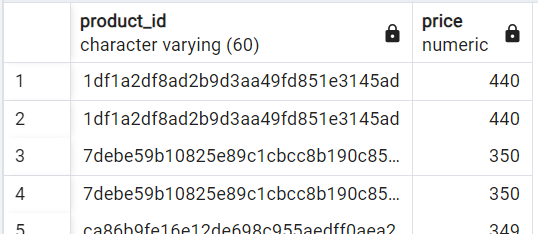 product_id price
character varying (60) numeric
1 1df1a2df8ad2b9d3aa49fd851e3145ad 440
2 1df1a2df8ad2b9d3aa49fd851e3145ad 440
3 7debe59b10825e89c1cbcc8b190c85... 350
4 7debe59b10825e89c1cbcc8b190c85... 350
5 ca86b9fe16e12de698c955aedff0aea2 349